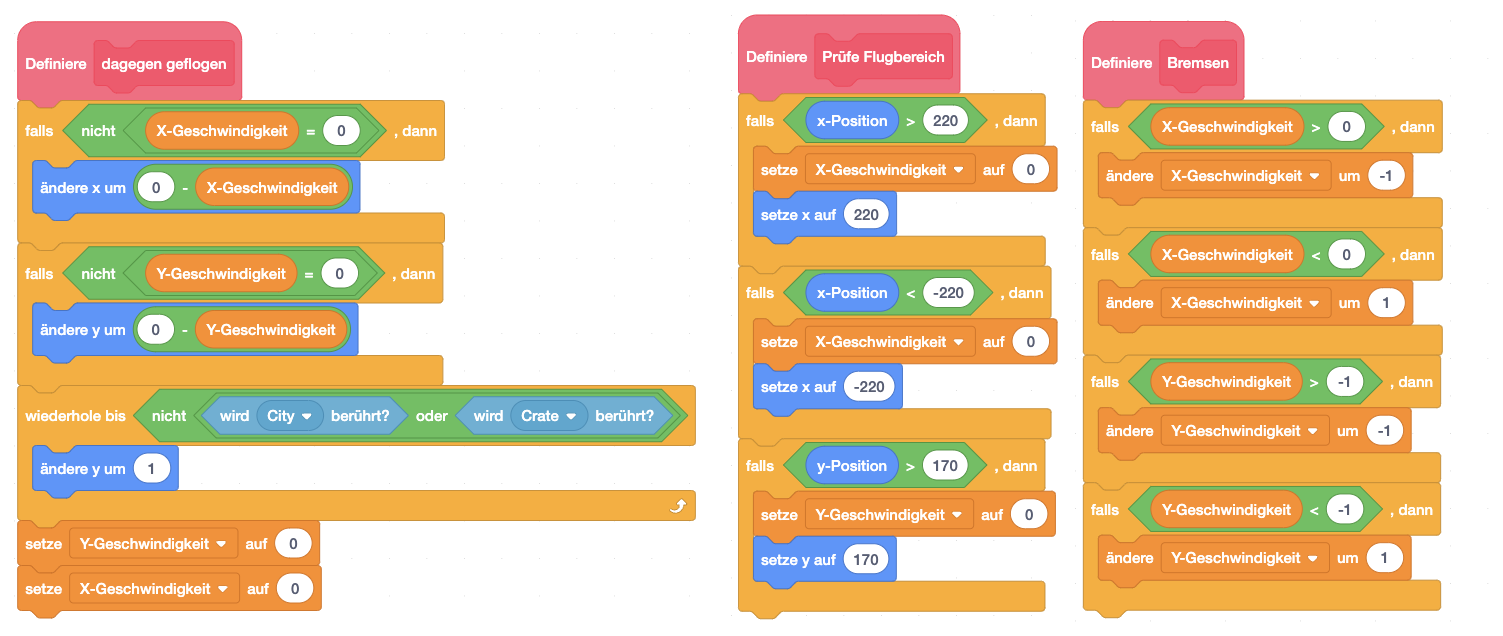 Definiere dagegen geflogen
falls nicht X-Geschwindigkeit = 0 , dann
ändere x um 0 - X-Geschwindigkeit
falls nicht Y-Geschwindigkeit = 0 , dann
ändere y um 0 - Y-Geschwindigkeit
wiederhole bis nicht wird City berührt? oder wird Crate berührt?
ändere y um 1
setze Y-Geschwindigkeit auf 0
setze X-Geschwindigkeit auf 0
Definiere Prüfe Flugbereich
falls x-Position > 220 , dann
setze X-Geschwindigkeit auf 0
setze x auf 220
falls x-Position < -220 , dann
setze X-Geschwindigkeit auf 0
setze x auf -220
falls y-Position > 170 , dann
setze Y-Geschwindigkeit auf 0
setze y auf 170
Definiere Bremsen
falls X-Geschwindigkeit > 0 , dann
ändere X-Geschwindigkeit um -1
falls X-Geschwindigkeit < 0 , dann
ändere X-Geschwindigkeit um 1
falls Y-Geschwindigkeit > -1 , dann
ändere Y-Geschwindigkeit um -1
falls Y-Geschwindigkeit < -1 , dann
ändere Y-Geschwindigkeit um 1